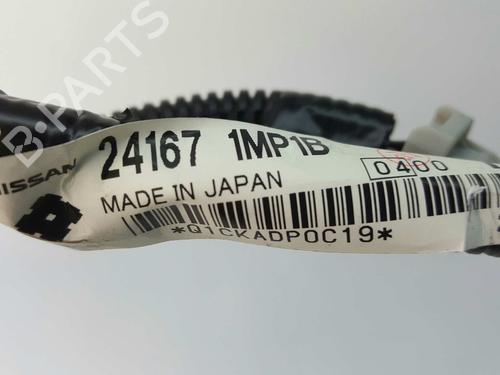 B-PARTS
24167 1MP1B
NISSAN
0400
MADE IN JAPAN
*Q1CKADP0C19*